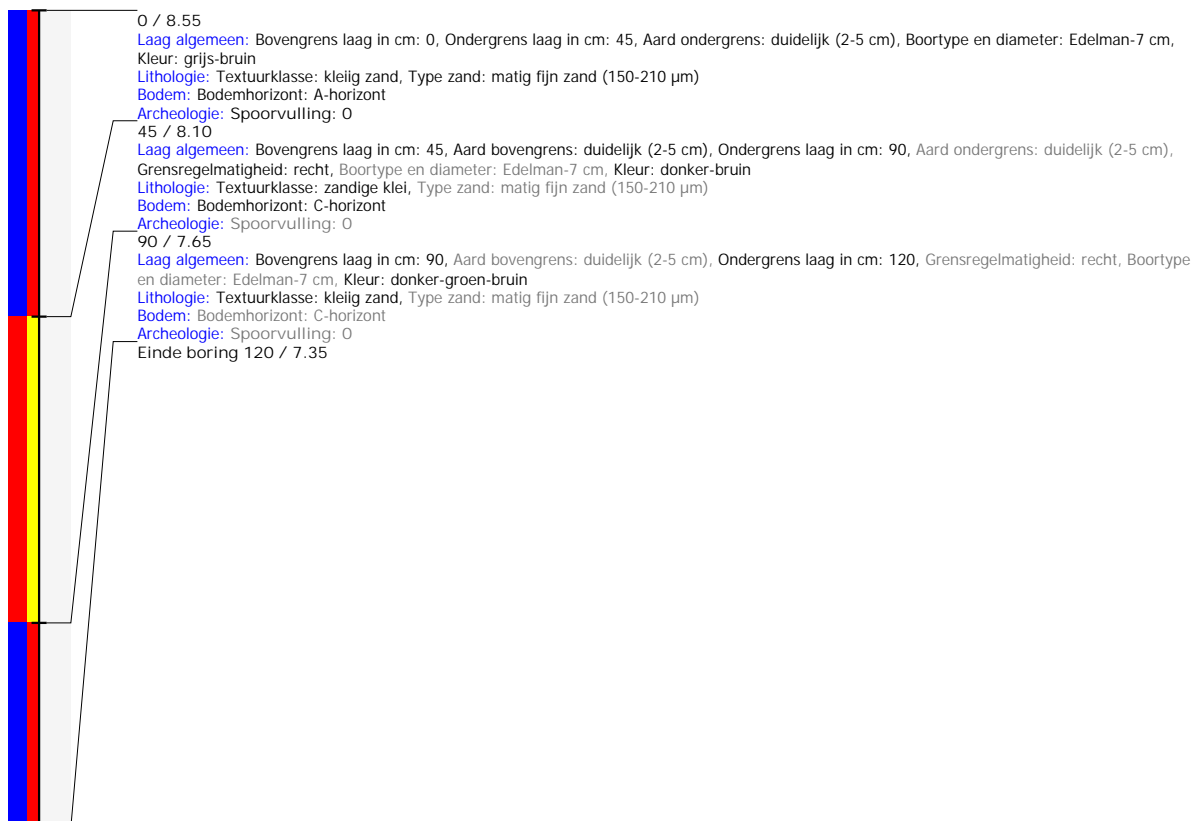 0 / 8.55
Laag algemeen: Bovengrens laag in cm: 0, Ondergrens laag in cm: 45, Aard ondergrens: duidelijk (2-5 cm), Boortype en diameter: Edelman-7 cm,
Kleur: grijs-bruin
Lithologie: Textuurklasse: kleiig zand, Type zand: matig fijn zand (150-210 µm)
Bodem: Bodemhorizont: A-horizont
Archeologie: Spoorvulling: 0
45 / 8.10
Laag algemeen: Bovengrens laag in cm: 45, Aard bovengrens: duidelijk (2-5 cm), Ondergrens laag in cm: 90, Aard ondergrens: duidelijk (2-5 cm),
Grensregelmatigheid: recht, Boortype en diameter: Edelman-7 cm, Kleur: donker-bruin
Lithologie: Textuurklasse: zandige klei, Type zand: matig fijn zand (150-210 µm)
Bodem: Bodemhorizont: C-horizont
Archeologie: Spoorvulling: 0
90 / 7.65
Laag algemeen: Bovengrens laag in cm: 90, Aard bovengrens: duidelijk (2-5 cm), Ondergrens laag in cm: 120, Grensregelmatigheid: recht, Boortype
en diameter: Edelman-7 cm, Kleur: donker-groen-bruin
Lithologie: Textuurklasse: kleiig zand, Type zand: matig fijn zand (150-210 µm)
Bodem: Bodemhorizont: C-horizont
Archeologie: Spoorvulling: 0
Einde boring 120 / 7.35